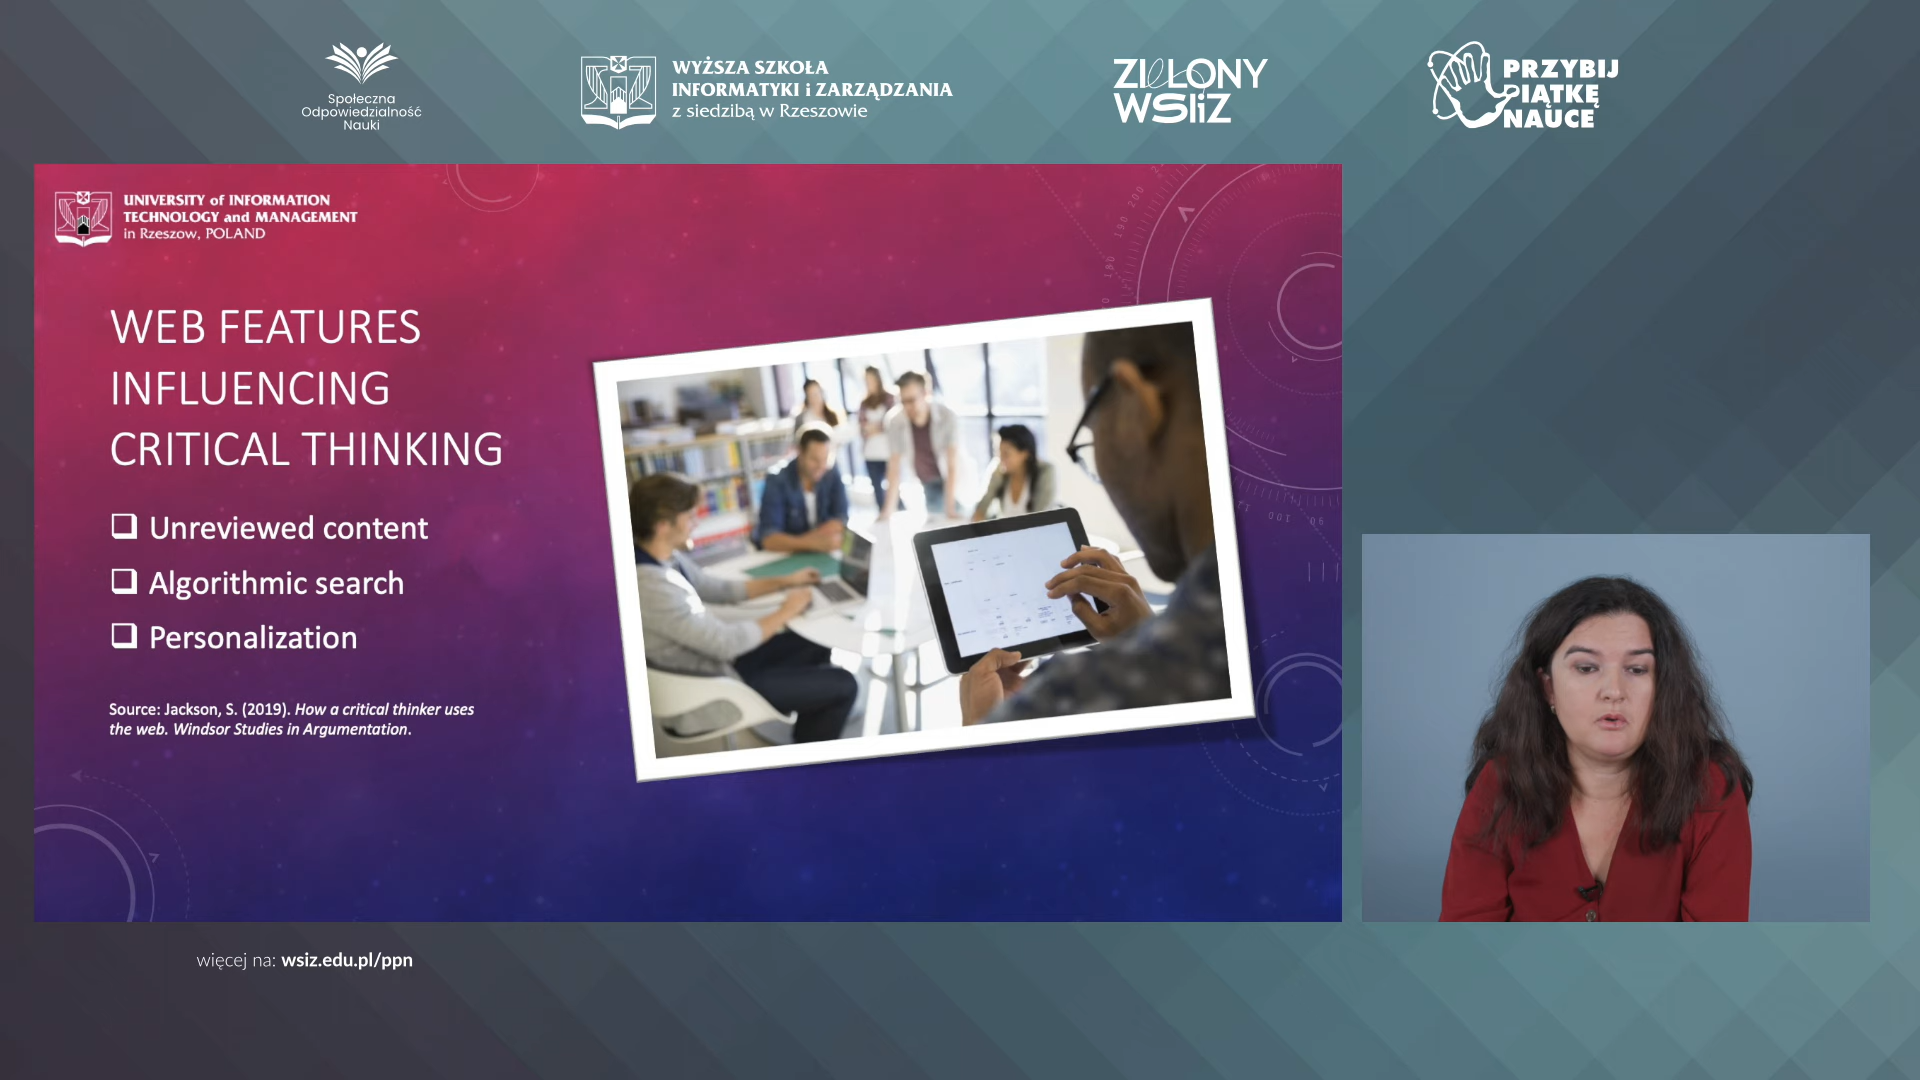 Społeczna
Odpowiedzialność
Nauki
WYŻSZA SZKOŁA
INFORMATYKI i ZARZĄDZANIA
z siedzibą w Rzeszowie
ZIELONY
WSIiZ
PRZYBIJ
PIĄTKĘ
NAUCE
UNIVERSITY of INFORMATION
TECHNOLOGY and MANAGEMENT
in Rzeszow, POLAND
WEB FEATURES
INFLUENCING
CRITICAL THINKING
❑ Unreviewed content
❑ Algorithmic search
❑ Personalization
Source: Jackson, S. (2019). How a critical thinker uses
the web. Windsor Studies in Argumentation.
więcej na: wsiz.edu.pl/ppn